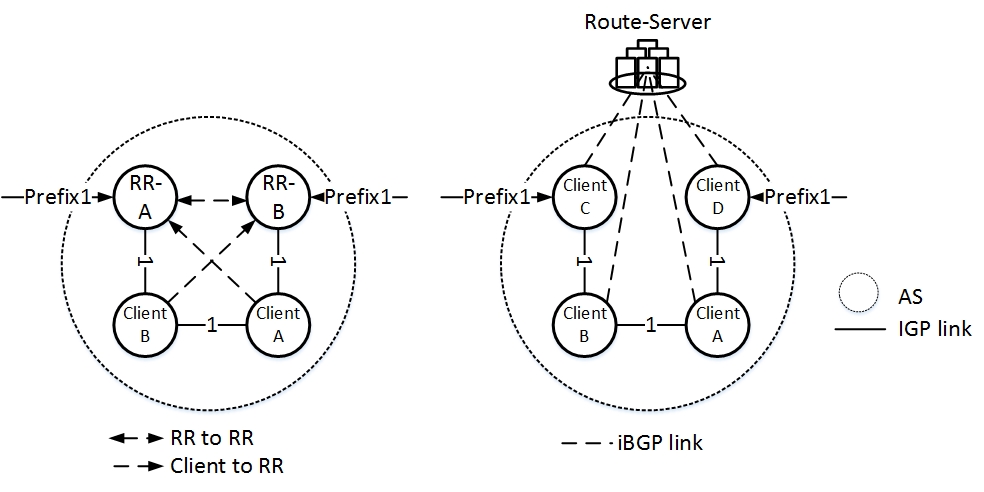 Route-Server
RR-
A
RR-
B
Prefix1
Prefix1
1
1
Client
B
1
Client
A
RR to RR
Client to RR
Client
C
Client
D
Prefix1
Prefix1
1
1
Client
B
1
Client
A
iBGP link
AS
IGP link